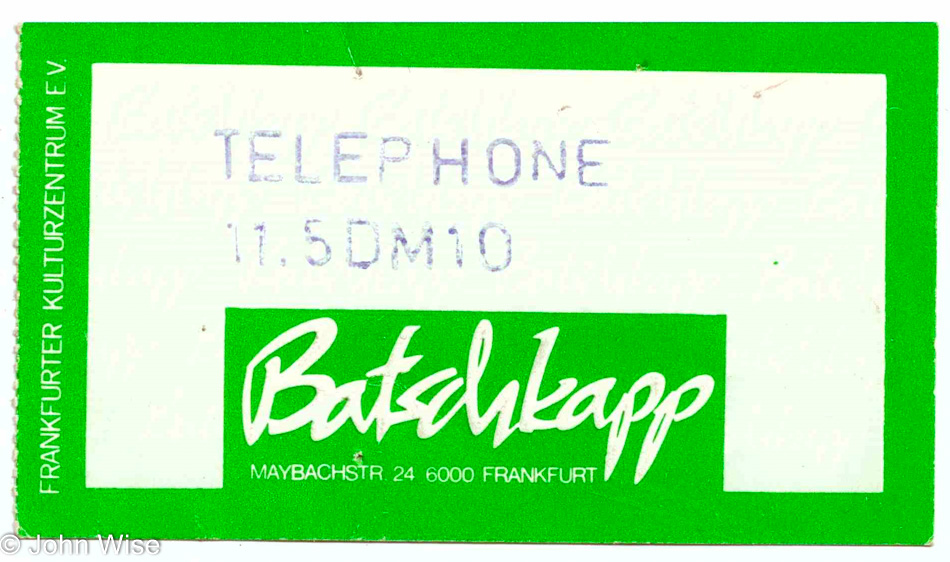 FRANKFURTER KULTURZENTRUM E.V.
TELEPHONE
11.5DM10
Batschkapp
MAYBACHSTR. 24 6000 FRANKFURT
© John Wise